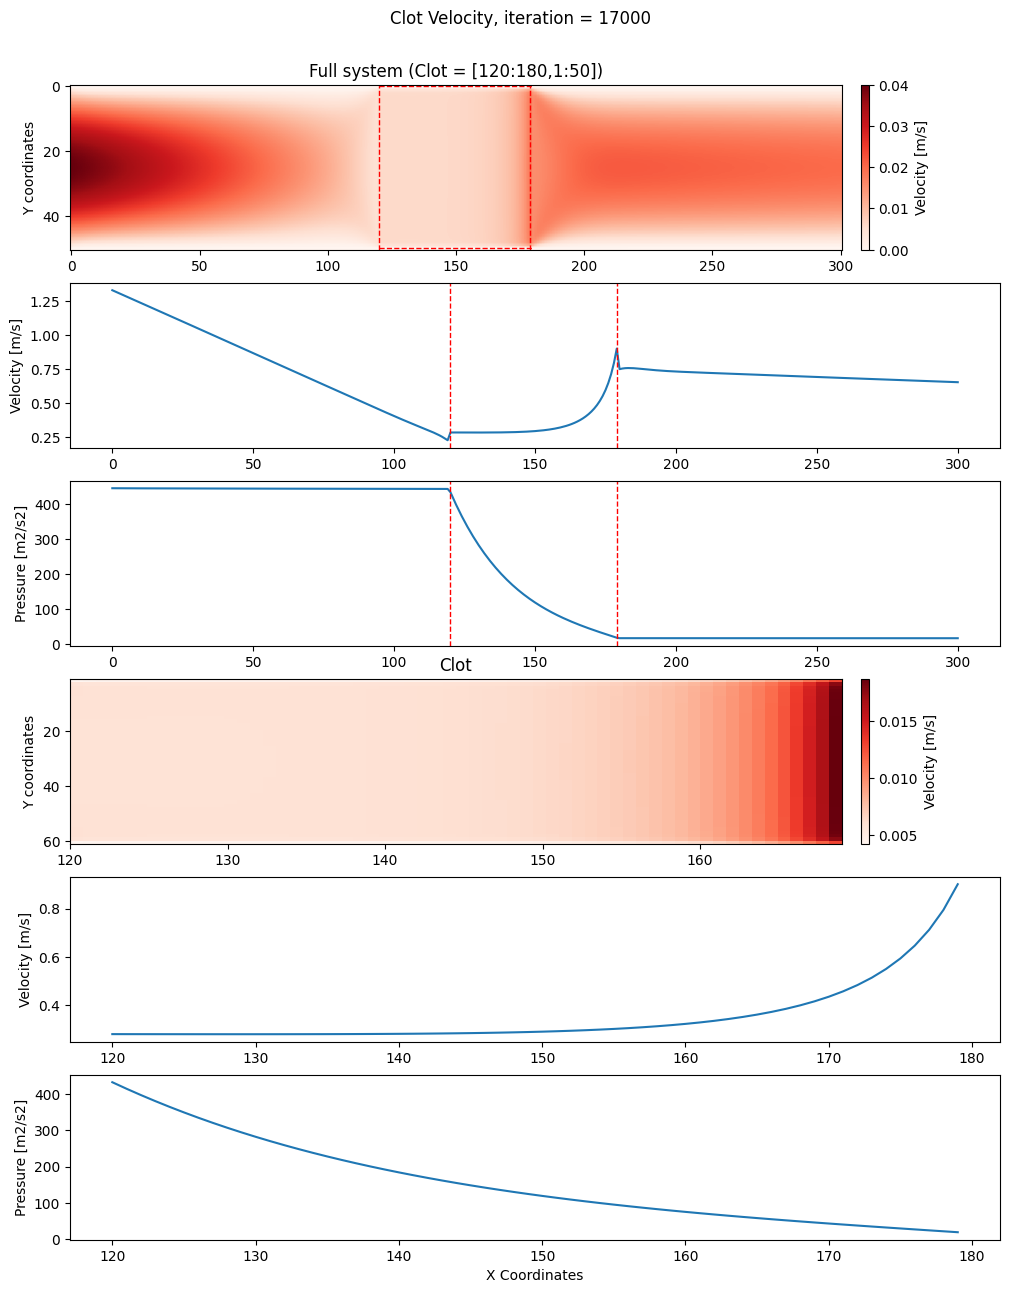 Clot Velocity, iteration = 17000
Full system (Clot = [120:180,1:50])
Y coordinates
0
20
40
0 50 100 150 200 250 300
0.04
0.03
0.02
0.01
0.00
Velocity [m/s]
Velocity [m/s]
1.25
1.00
0.75
0.50
0.25
0 50 100 150 200 250 300
Pressure [m2/s2]
400
300
200
100
0
0 50 100 150 200 250 300
Clot
Y coordinates
20
40
60
120 130 140 150 160
0.015
0.010
0.005
Velocity [m/s]
Velocity [m/s]
0.8
0.6
0.4
120 130 140 150 160 170 180
Pressure [m2/s2]
400
300
200
100
0
120 130 140 150 160 170 180
X Coordinates